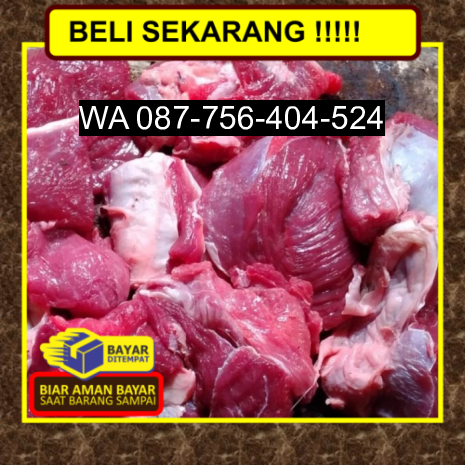 BELI SEKARANG !!!!!
WA 087-756-404-524
BAYAR
DITEMPAT
BIAR AMAN BAYAR
SAAT BARANG SAMPAI